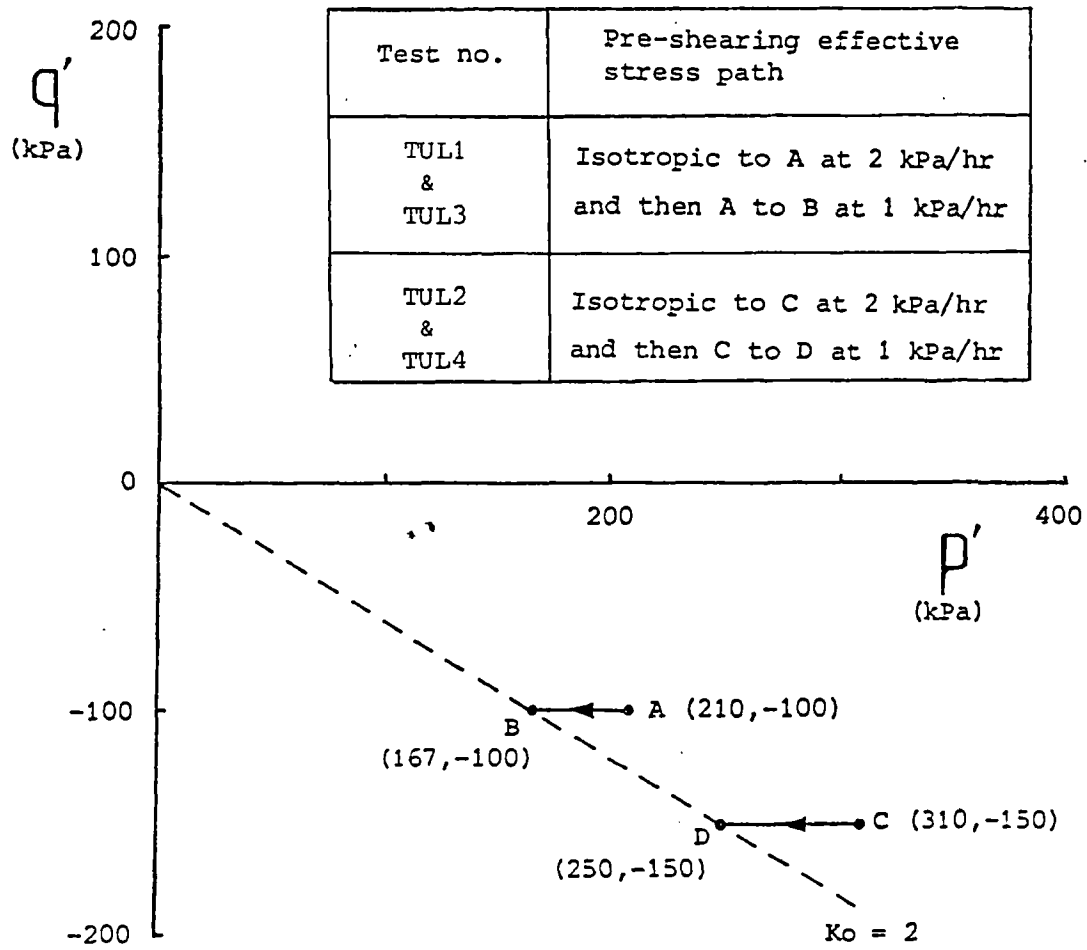 200
q'
(kPa)
Test no.
Pre-shearing effective
stress path
TUL1
&
TUL3
Isotropic to A at 2 kPa/hr
and then A to B at 1 kPa/hr
100
TUL2
&
TUL4
Isotropic to C at 2 kPa/hr
and then C to D at 1 kPa/hr
0
200
400
p'
(kPa)
-100
B
A (210,-100)
(167,-100)
D
C (310,-150)
(250,-150)
-200
Ko = 2